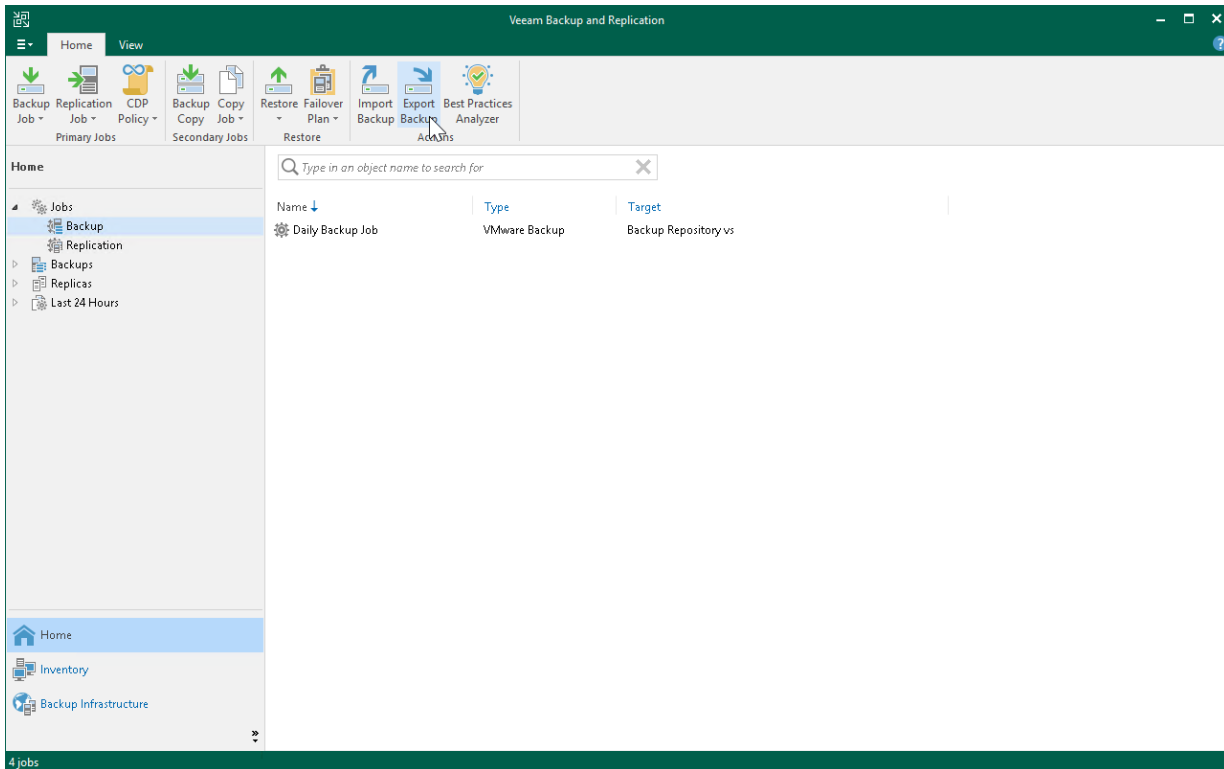 Veeam Backup and Replication
Home View
Backup Job Replication Job CDP Policy Backup Copy Copy Job Restore Failover Plan Import Backup Export Backup Best Practices Analyzer
Primary Jobs Secondary Jobs Restore
Home
Type in an object name to search for
Jobs
Name Type Target
Backup
Daily Backup Job VMware Backup Backup Repository vs
Replication
Backups
Replicas
Last 24 Hours
Home
Inventory
Backup Infrastructure
4 jobs